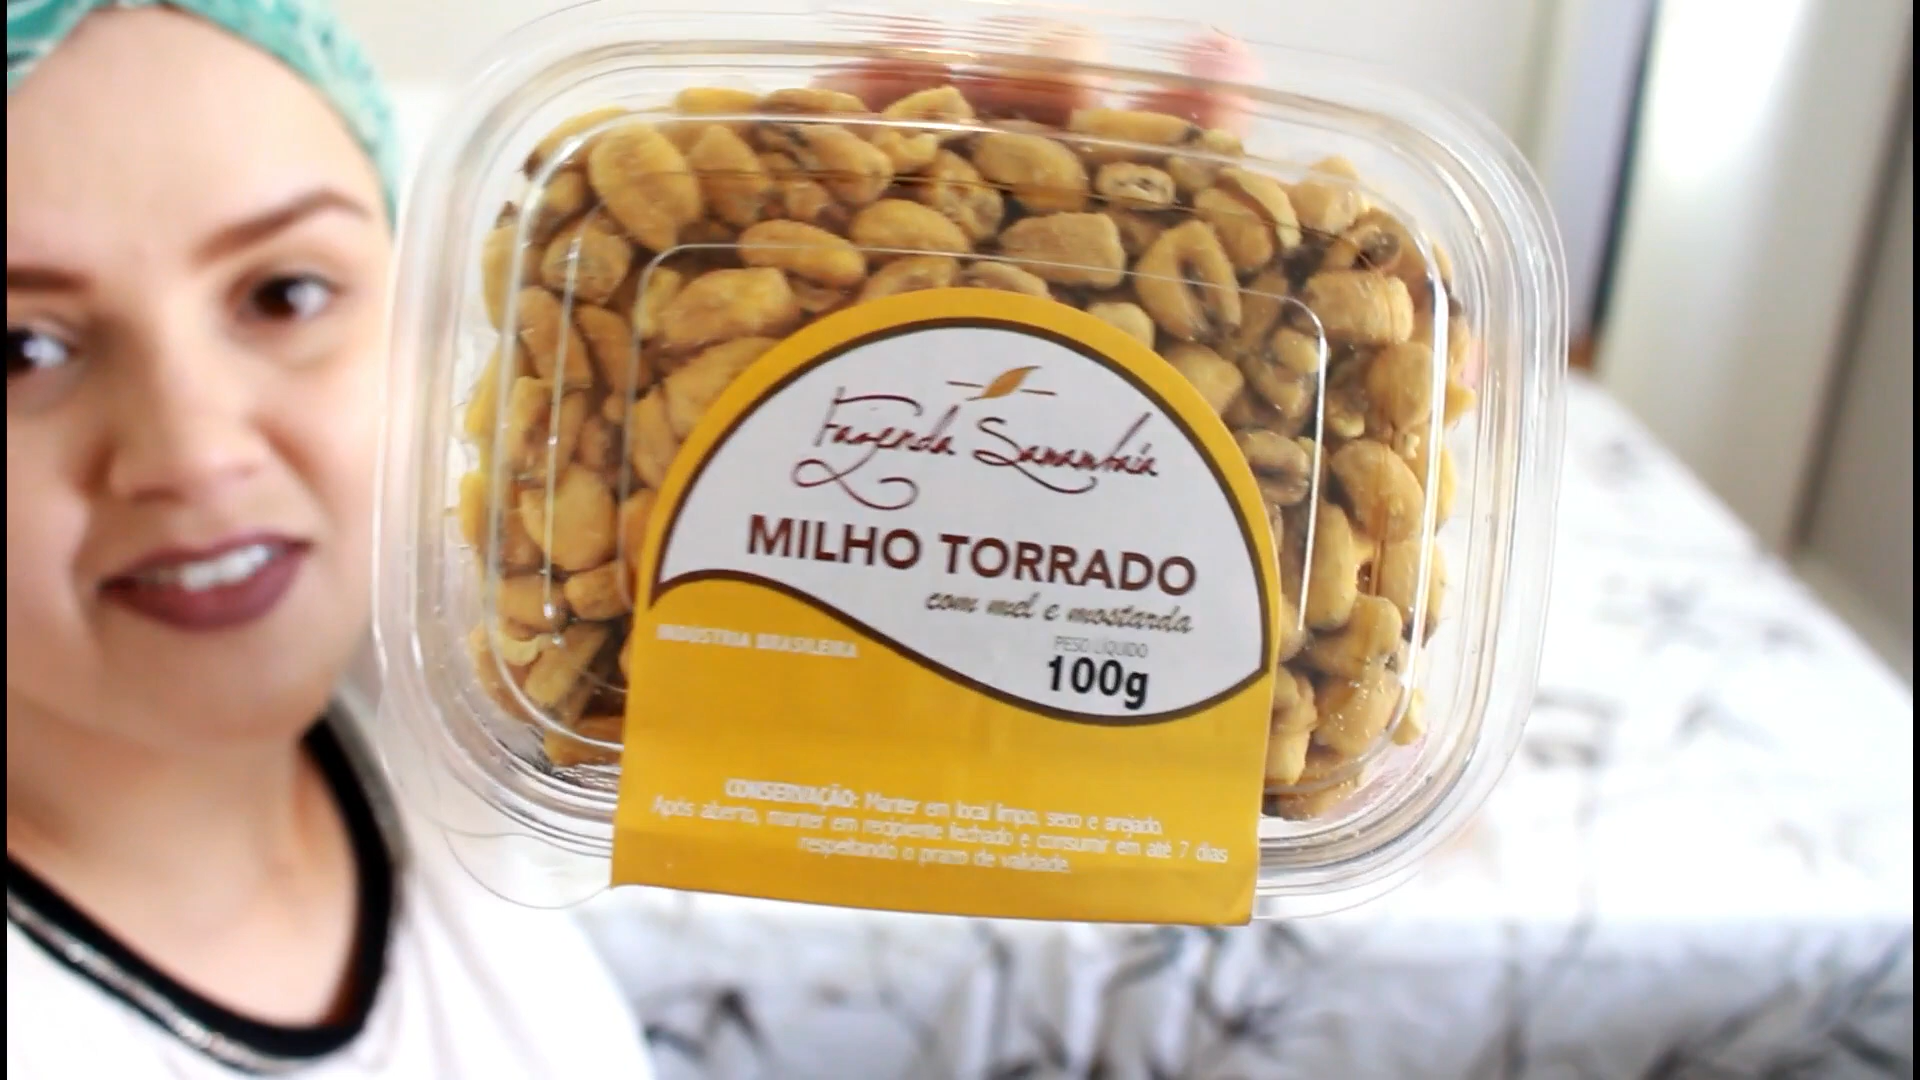 Fazenda Samambaia
MILHO TORRADO
com mel e mostarda
INDÚSTRIA BRASILEIRA
PESO LÍQUIDO
100g
CONSERVAÇÃO: Manter em local limpo, seco e arejado.
Após aberto, manter em recipiente fechado e consumir em até 7 dias
respeitando o prazo de validade.